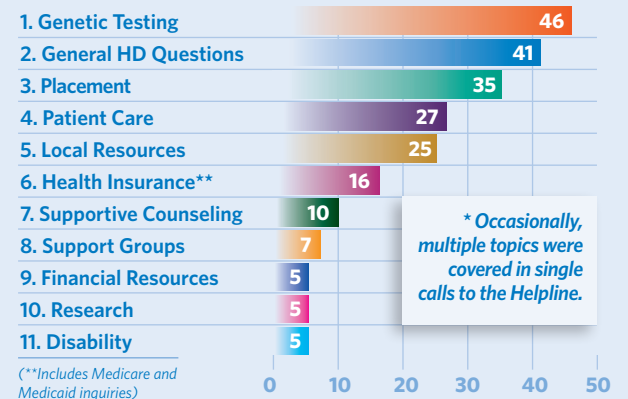 1. Genetic Testing 46
2. General HD Questions 41
3. Placement 35
4. Patient Care 27
5. Local Resources 25
6. Health Insurance** 16
7. Supportive Counseling 10
8. Support Groups 7
9. Financial Resources 5
10. Research 5
11. Disability 5
* Occasionally,
multiple topics were
covered in single
calls to the Helpline.
(**Includes Medicare and
Medicaid inquiries)
0 10 20 30 40 50